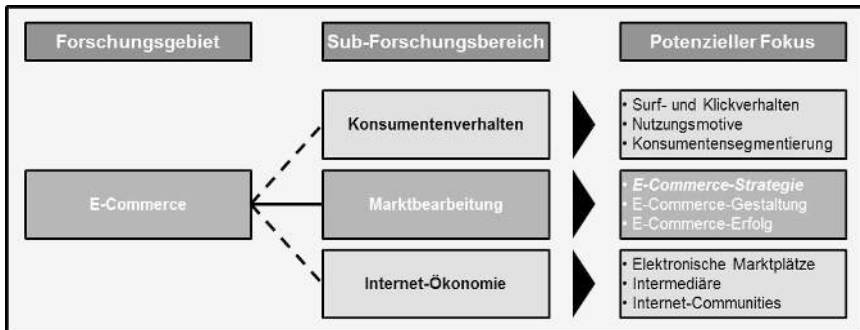 Forschungsgebiet
Sub-Forschungsbereich
Potenzieller Fokus
Konsumentenverhalten
• Surf- und Klickverhalten
• Nutzungsmotive
• Konsumentensegmentierung
E-Commerce
Marktbearbeitung
• E-Commerce-Strategie
• E-Commerce-Gestaltung
• E-Commerce-Erfolg
Internet-Ökonomie
• Elektronische Marktplätze
• Intermediäre
• Internet-Communities